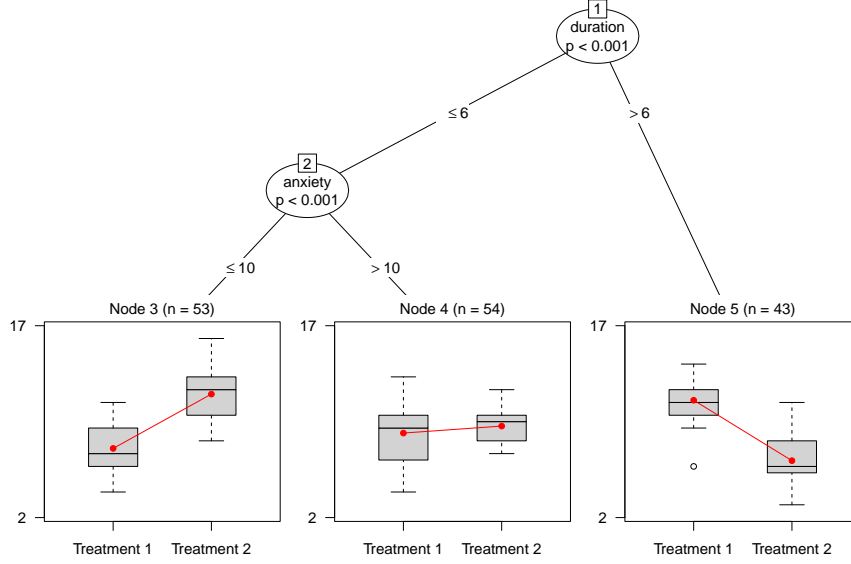 1
duration
p < 0.001
≤ 6
> 6
2
anxiety
p < 0.001
≤ 10
> 10
Node 3 (n = 53)
17
2
Treatment 1
Treatment 2
Node 4 (n = 54)
17
2
Treatment 1
Treatment 2
Node 5 (n = 43)
17
2
Treatment 1
Treatment 2